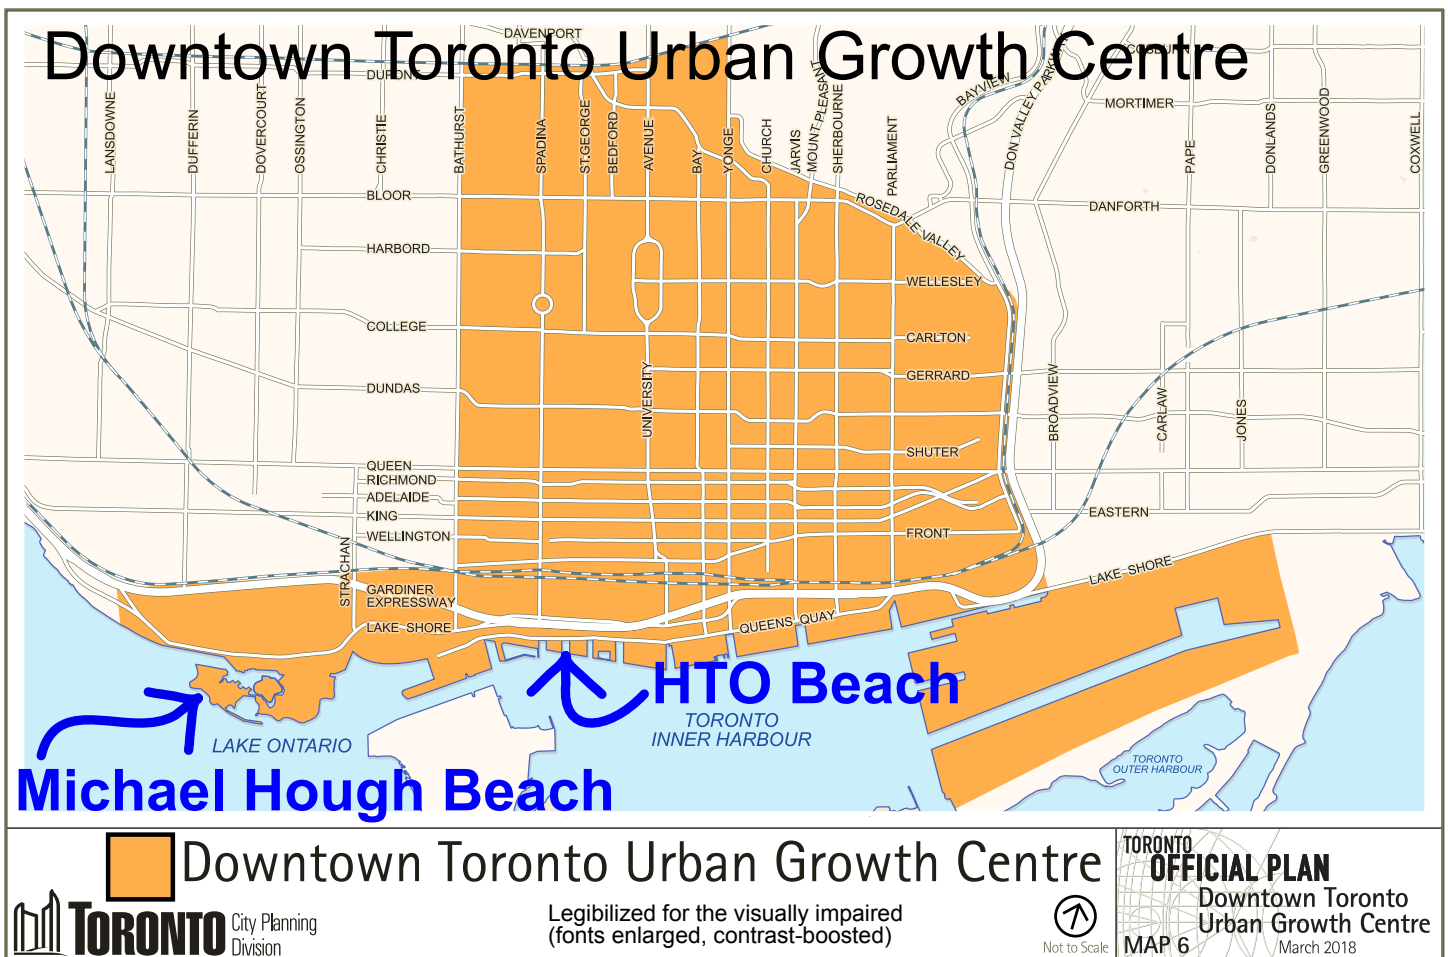 Downtown Toronto Urban Growth Centre
DAVENPORT
DUPONT
COSBURN
MORTIMER
BAYVIEW
DON VALLEY PARKWAY
LANSDOWNE
DUFFERIN
DOVERCOURT
OSSINGTON
CHRISTIE
BATHURST
SPADINA
ST.GEORGE
BEDFORD
AVENUE
BAY
YONGE
CHURCH
JARVIS
MOUNT PLEASANT
SHERBOURNE
PARLIAMENT
PAPE
DONLANDS
GREENWOOD
COXWELL
BLOOR
ROSEDALE VALLEY
DANFORTH
HARBORD
WELLESLEY
COLLEGE
CARLTON
GERRARD
DUNDAS
UNIVERSITY
BROADVIEW
CARLAW
JONES
SHUTER
QUEEN
RICHMOND
ADELAIDE
KING
WELLINGTON
FRONT
EASTERN
STRACHAN
GARDINER
EXPRESSWAY
LAKE SHORE
QUEENS QUAY
LAKE SHORE
HTO Beach
TORONTO
INNER HARBOUR
LAKE ONTARIO
TORONTO
OUTER HARBOUR
Michael Hough Beach
Downtown Toronto Urban Growth Centre
TORONTO City Planning
Division
Legibilized for the visually impaired
(fonts enlarged, contrast-boosted)
Not to Scale
TORONTO
OFFICIAL PLAN
Downtown Toronto
Urban Growth Centre
MAP 6
March 2018